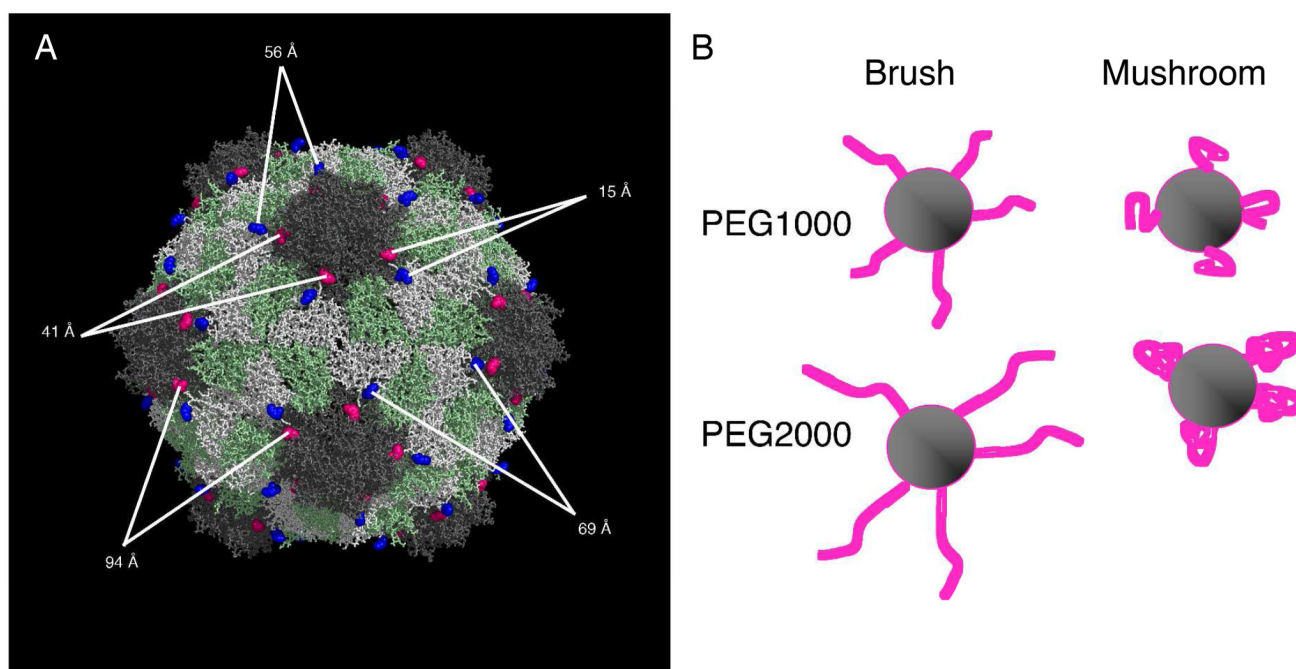 A
56 Å
15 Å
41 Å
94 Å
69 Å
B
Brush
Mushroom
PEG1000
PEG2000